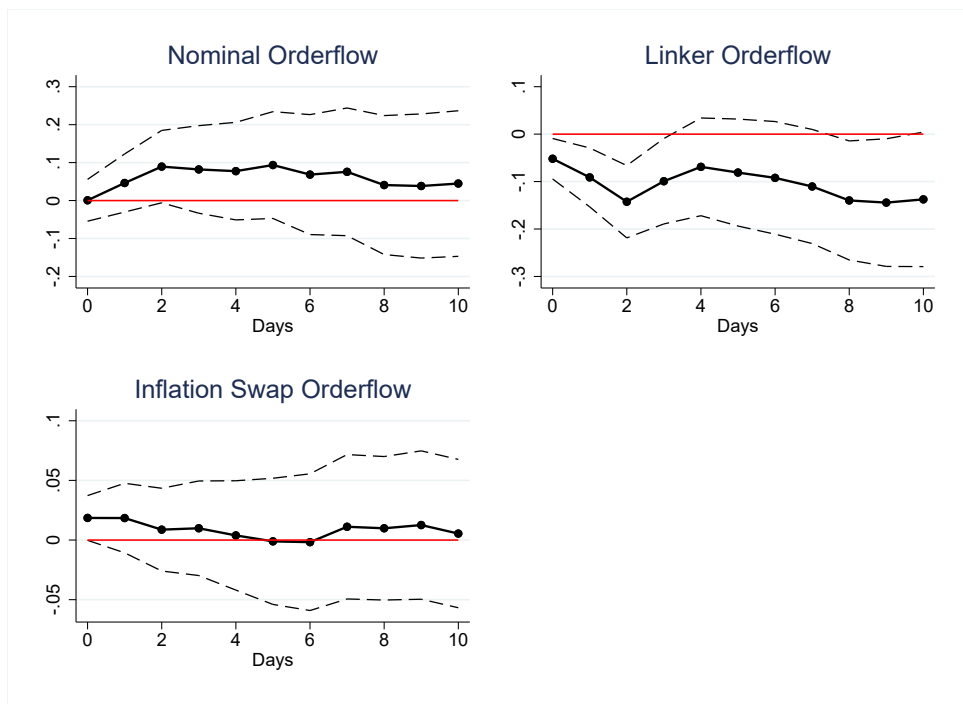 Nominal Orderflow
.3
.2
.1
0
-.1
-.2
0 2 4 6 8 10
Days
Linker Orderflow
.1
0
-.1
-.2
-.3
0 2 4 6 8 10
Days
Inflation Swap Orderflow
.1
.05
0
-.05
0 2 4 6 8 10
Days